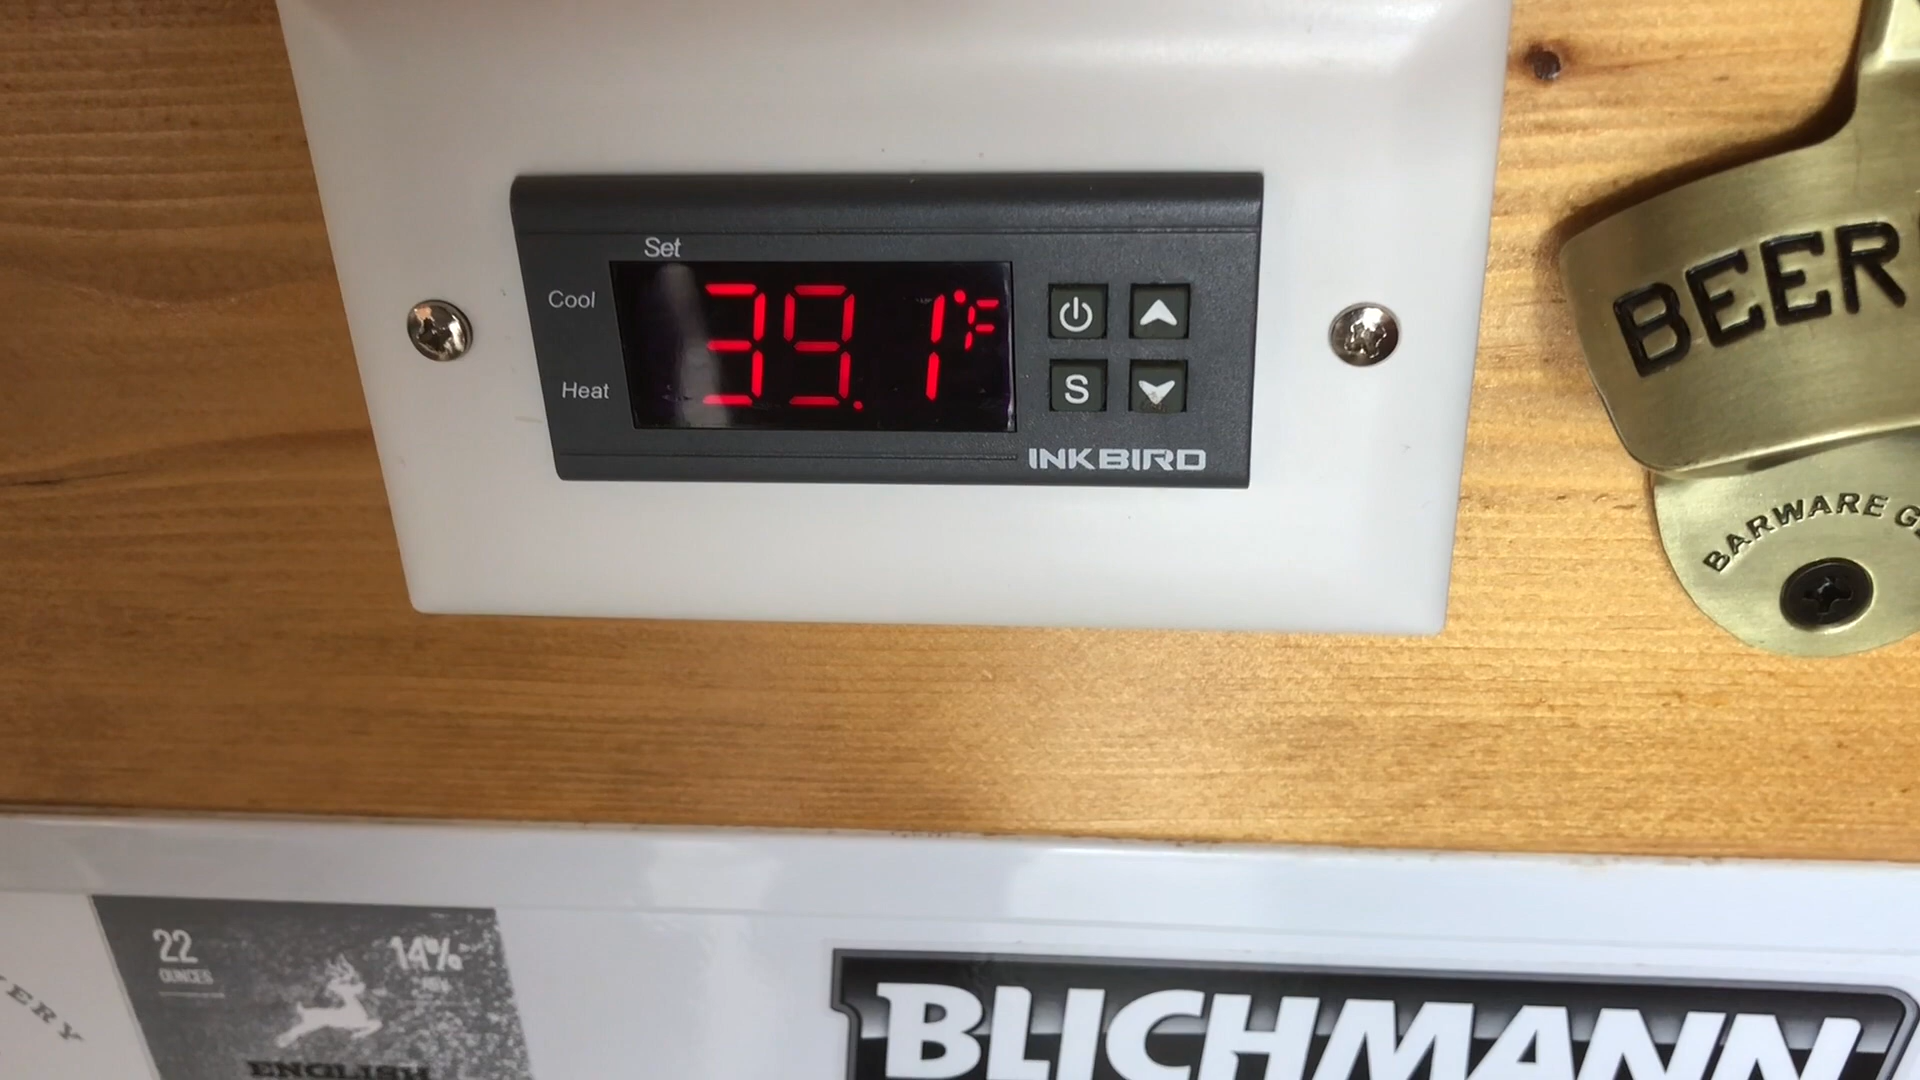 Set
Cool
39.1°F
Heat
S
INKBIRD
BEER
BARWARE G
22
OUNCES
14%
ENGLISH
BLICHMANN